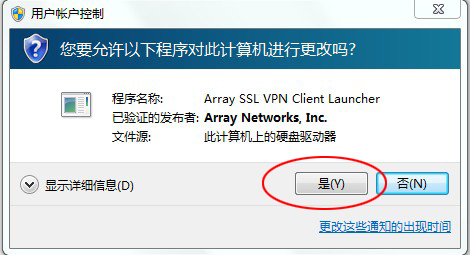 用户帐户控制
您要允许以下程序对此计算机进行更改吗?
程序名称: Array SSL VPN Client Launcher
已验证的发布者: Array Networks, Inc.
文件源: 此计算机上的硬盘驱动器
显示详细信息(D) 是(Y) 否(N)
更改这些通知的出现时间